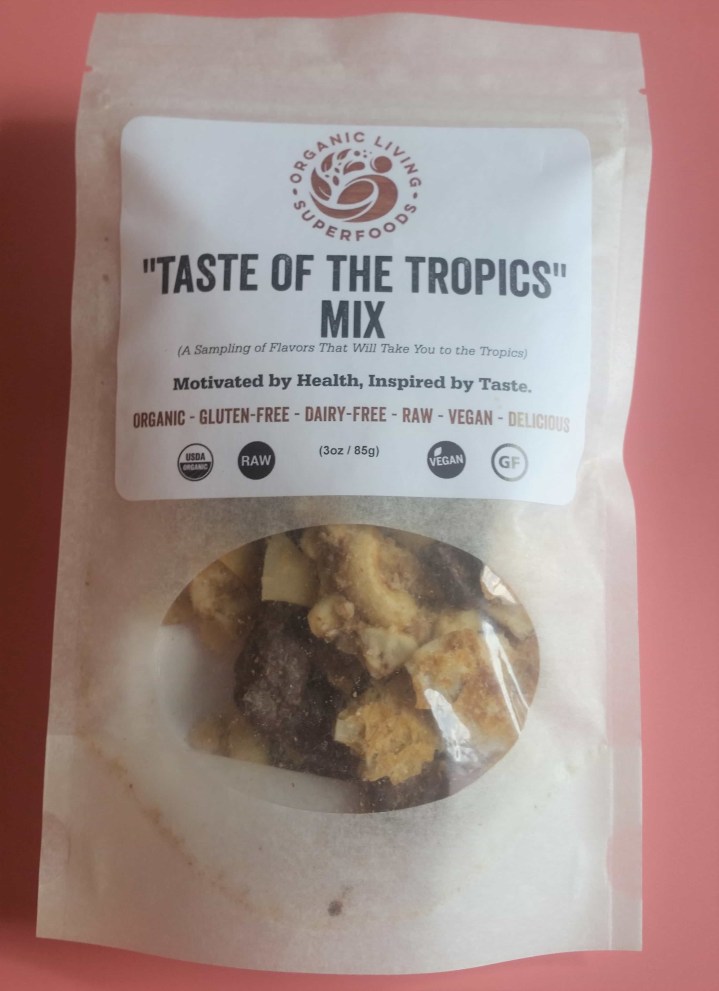 ORGANIC LIVING
SUPERFOODS
"TASTE OF THE TROPICS"
MIX
(A Sampling of Flavors That Will Take You to the Tropics)
Motivated by Health, Inspired by Taste.
ORGANIC - GLUTEN-FREE - DAIRY-FREE - RAW - VEGAN - DELICIOUS
USDA
ORGANIC
RAW
(3oz / 85g)
VEGAN
GF